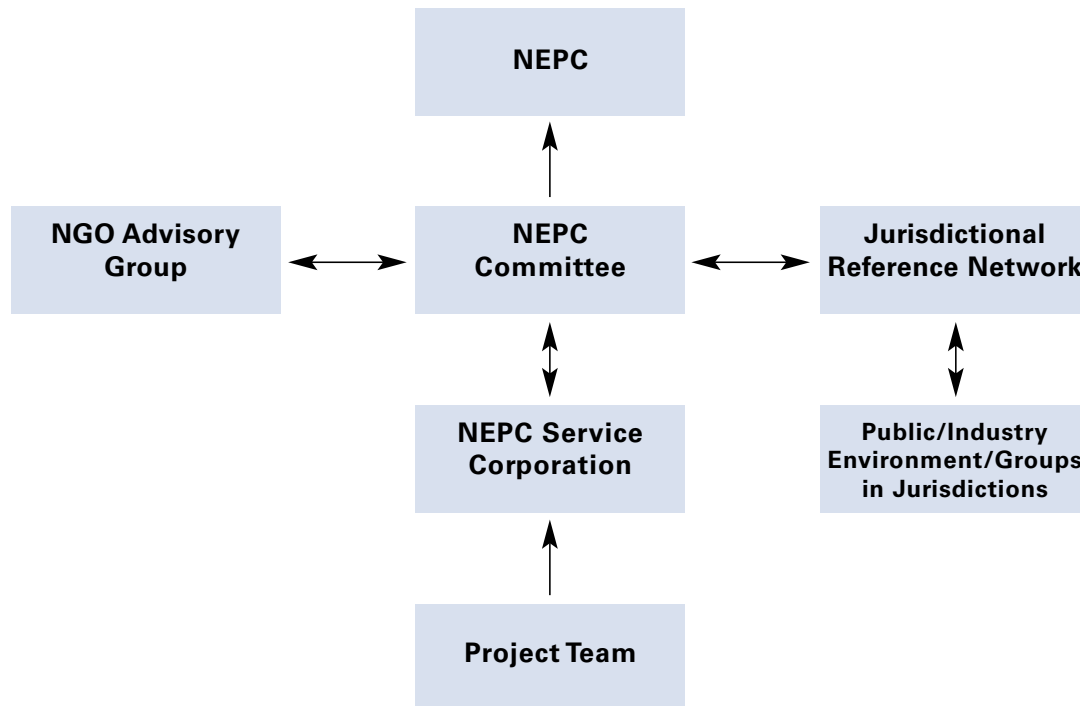 NEPC
NGO Advisory
Group
NEPC
Committee
Jurisdictional
Reference Network
NEPC Service
Corporation
Public/Industry
Environment/Groups
in Jurisdictions
Project Team